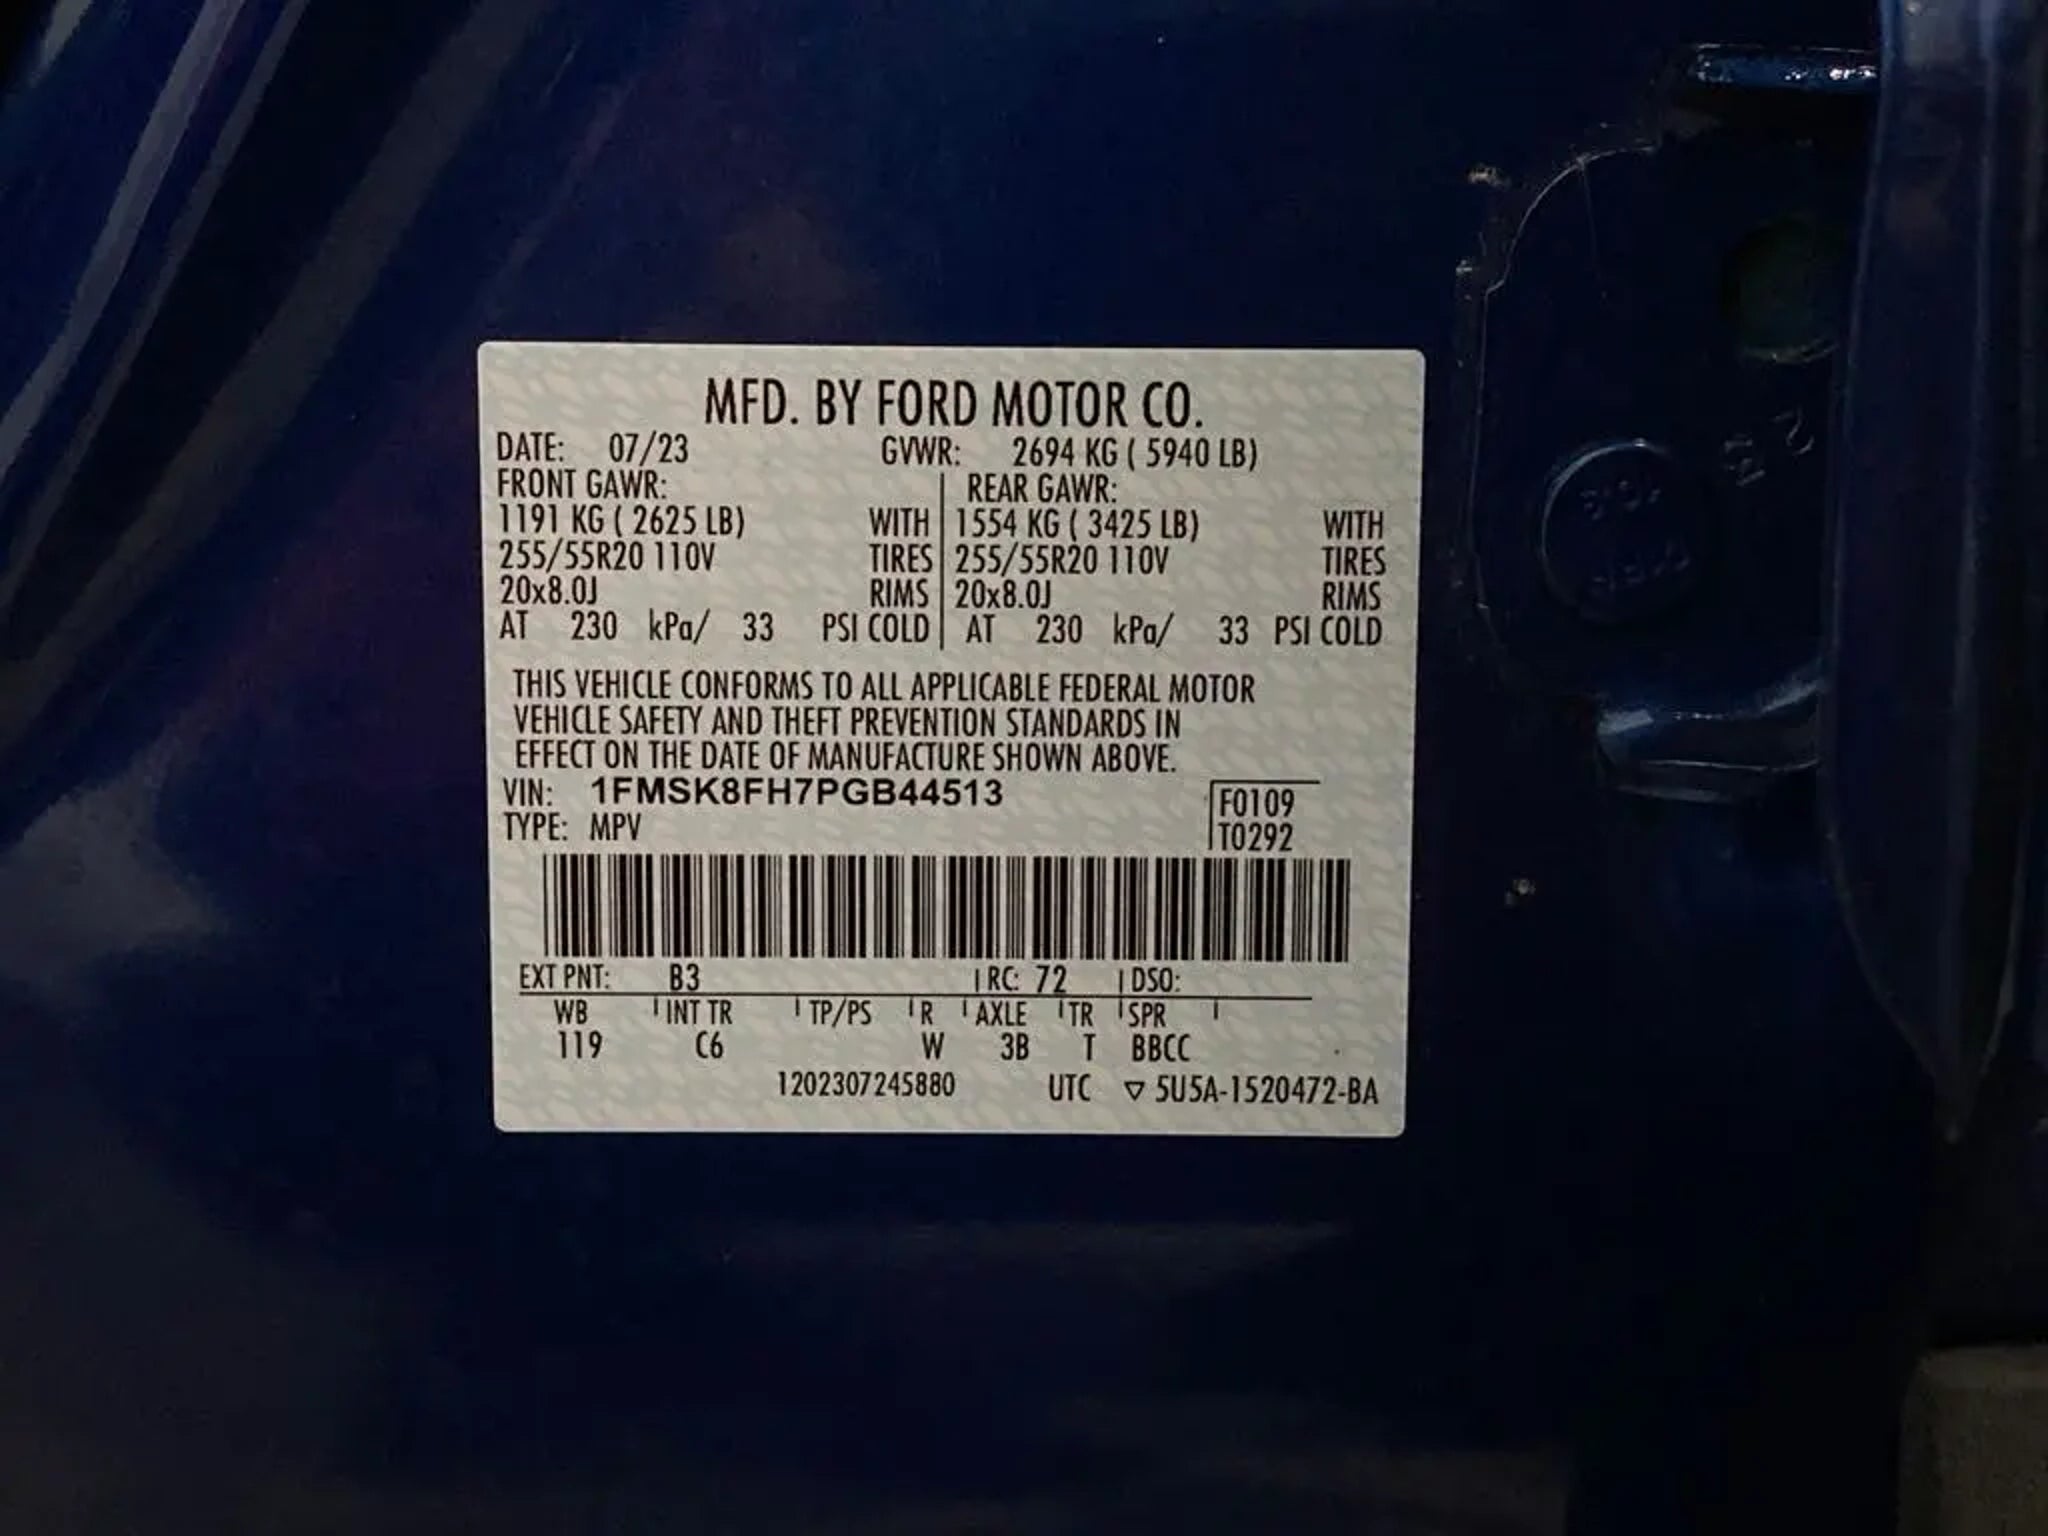 MFD. BY FORD MOTOR CO.
DATE: 07/23 GVWR: 2694 KG ( 5940 LB)
FRONT GAWR: REAR GAWR:
1191 KG ( 2625 LB) WITH 1554 KG ( 3425 LB) WITH
255/55R20 110V TIRES 255/55R20 110V TIRES
20x8.0J RIMS 20x8.0J RIMS
AT 230 kPa/ 33 PSI COLD AT 230 kPa/ 33 PSI COLD
THIS VEHICLE CONFORMS TO ALL APPLICABLE FEDERAL MOTOR
VEHICLE SAFETY AND THEFT PREVENTION STANDARDS IN
EFFECT ON THE DATE OF MANUFACTURE SHOWN ABOVE.
VIN: 1FMSK8FH7PGB44513 F0109
TYPE: MPV T0292
EXT PNT: B3 RC: 72 DSO:
WB INT TR TP/PS R AXLE TR SPR
119 C6 W 3B T BBCC
1202307245880 UTC ▽ 5U5A-1520472-BA